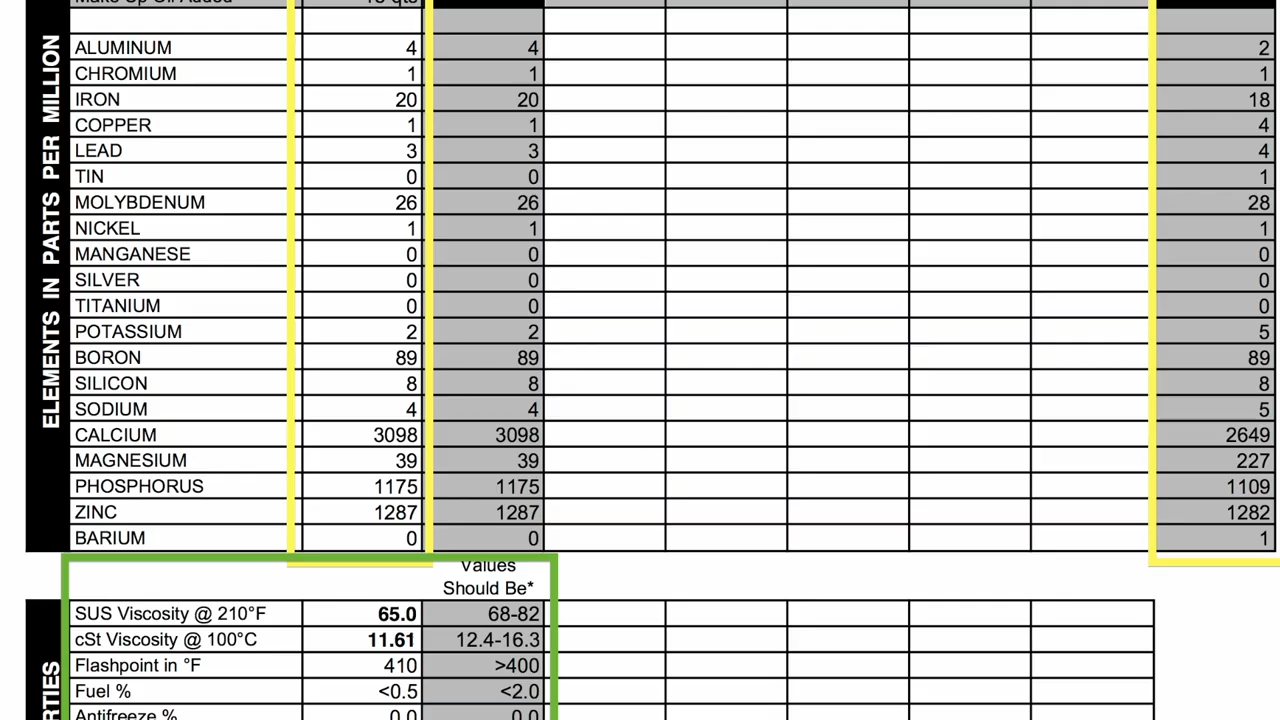 Make Up Oil Added 
ELEMENTS IN PARTS PER MILLION
ALUMINUM 4 4 2
CHROMIUM 1 1 1
IRON 20 20 18
COPPER 1 1 4
LEAD 3 3 4
TIN 0 0 1
MOLYBDENUM 26 26 28
NICKEL 1 1 1
MANGANESE 0 0 0
SILVER 0 0 0
TITANIUM 0 0 0
POTASSIUM 2 2 5
BORON 89 89 89
SILICON 8 8 8
SODIUM 4 4 5
CALCIUM 3098 3098 2649
MAGNESIUM 39 39 227
PHOSPHORUS 1175 1175 1109
ZINC 1287 1287 1282
BARIUM 0 0 1
Values
Should Be*
SUS Viscosity @ 210°F 65.0 68-82
cSt Viscosity @ 100°C 11.61 12.4-16.3
Flashpoint in °F 410 >400
Fuel % <0.5 <2.0
Antifreeze % 0.0 0.0